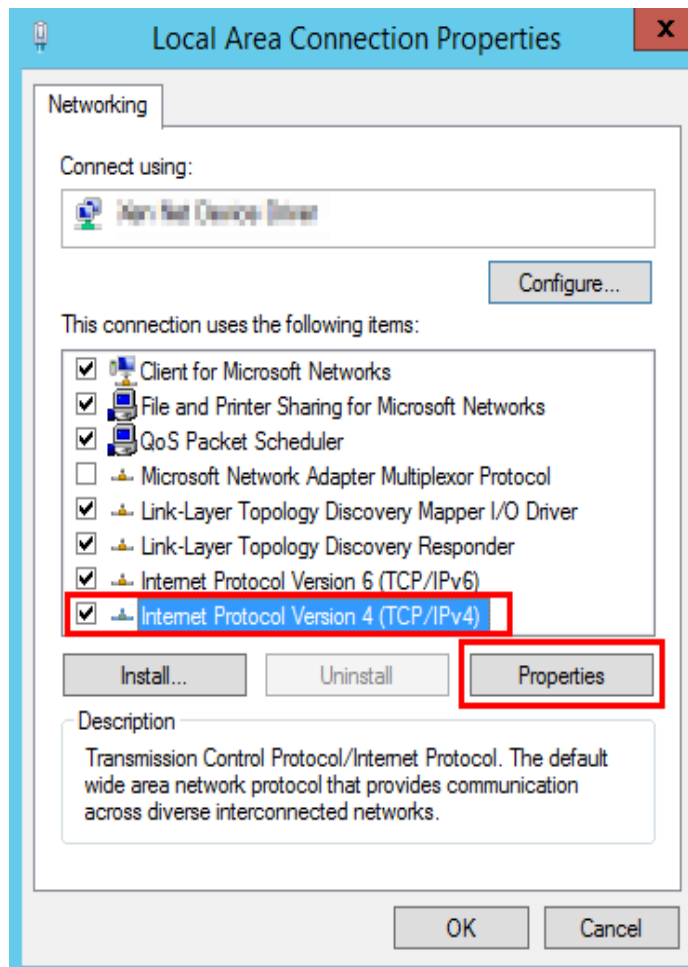 Local Area Connection Properties
x
Networking
Connect using:
Configure...
This connection uses the following items:
Client for Microsoft Networks
File and Printer Sharing for Microsoft Networks
QoS Packet Scheduler
Microsoft Network Adapter Multiplexor Protocol
Link-Layer Topology Discovery Mapper I/O Driver
Link-Layer Topology Discovery Responder
Internet Protocol Version 6 (TCP/IPv6)
Internet Protocol Version 4 (TCP/IPv4)
Install... Uninstall Properties
Description
Transmission Control Protocol/Internet Protocol. The default
wide area network protocol that provides communication
across diverse interconnected networks.
OK Cancel